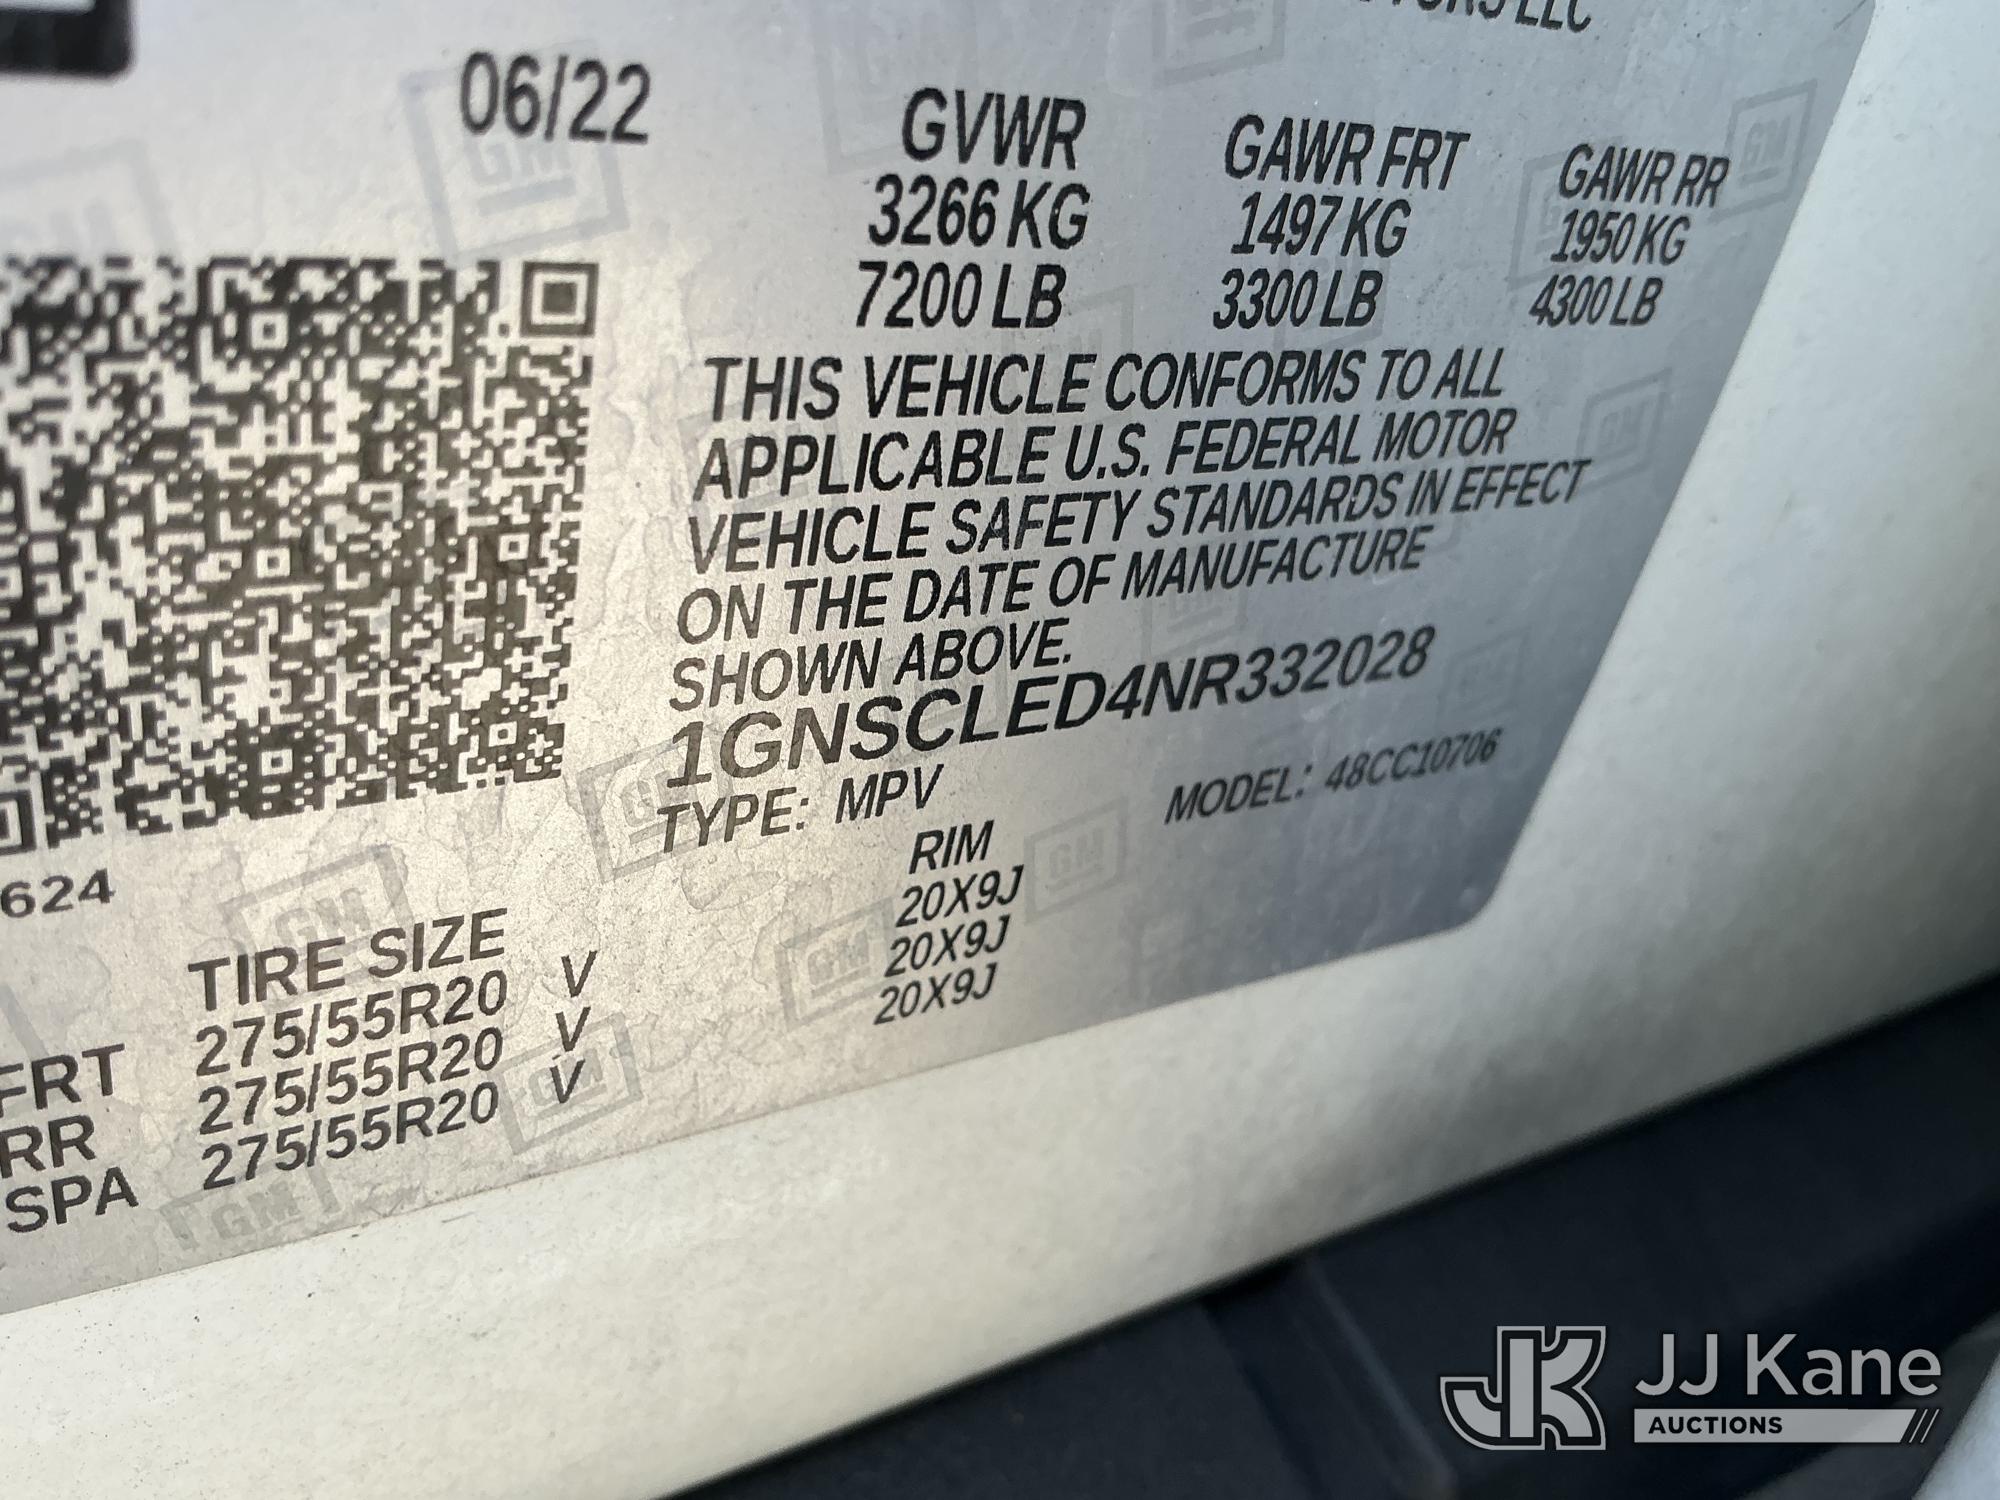 LLC
06/22
GVWR GAWR FRT GAWR RR
3266 KG 1497 KG 1950 KG
7200 LB 3300 LB 4300 LB
THIS VEHICLE CONFORMS TO ALL
APPLICABLE U.S. FEDERAL MOTOR
VEHICLE SAFETY STANDARDS IN EFFECT
ON THE DATE OF MANUFACTURE
SHOWN ABOVE.
1GNSCLED4NR332028
TYPE: MPV MODEL: 48CC10706
624
TIRE SIZE RIM
FRT 275/55R20 V 20X9J
RR 275/55R20 V 20X9J
SPA 275/55R20 V 20X9J
GM
JJ Kane
AUCTIONS